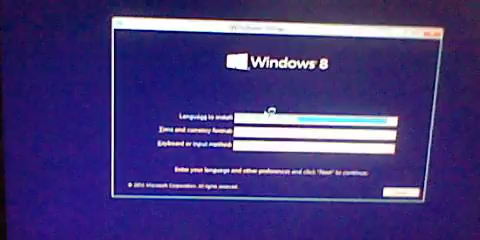 Windows 8
Language to install:
Time and currency format:
Keyboard or input method:
Enter your language and other preferences and click "Next" to continue.
Microsoft Corporation. All rights reserved.